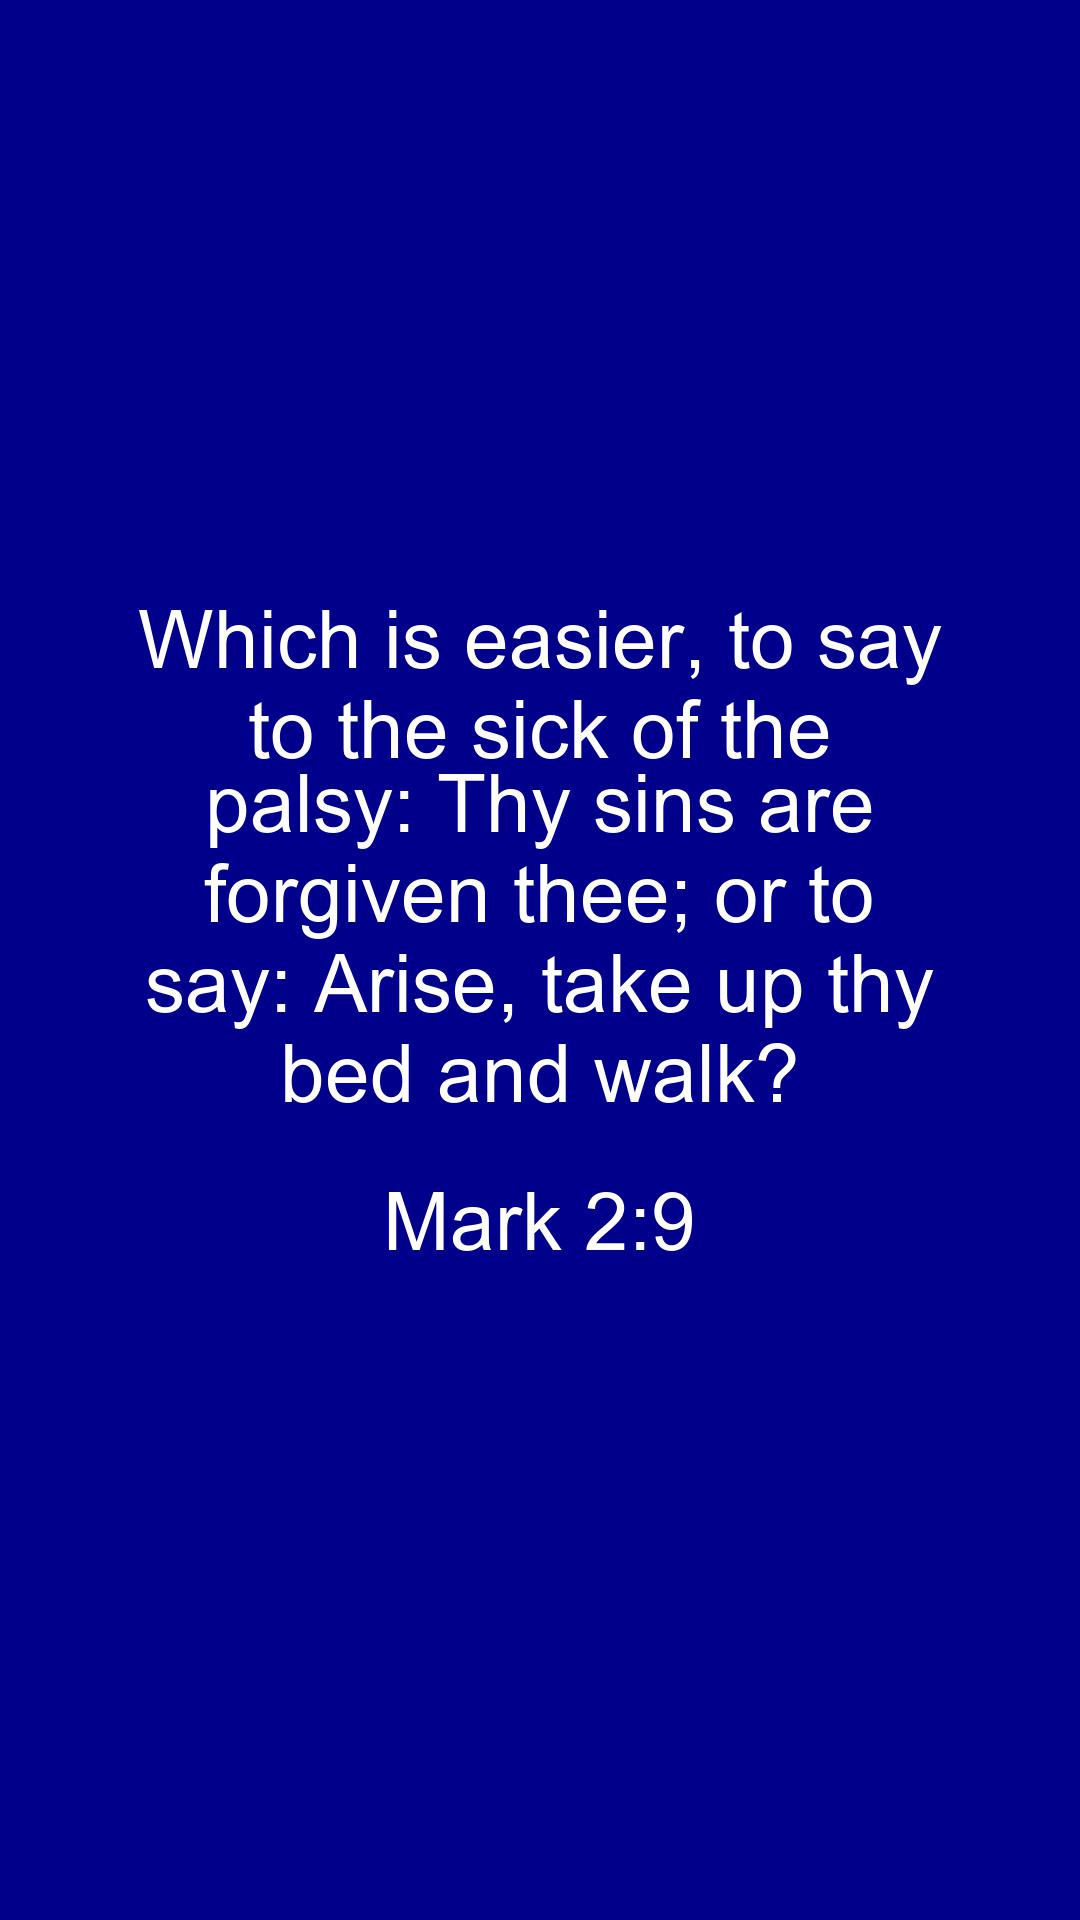 Which is easier, to say
to the sick of the
palsy: Thy sins are
forgiven thee; or to
say: Arise, take up thy
bed and walk?
Mark 2:9